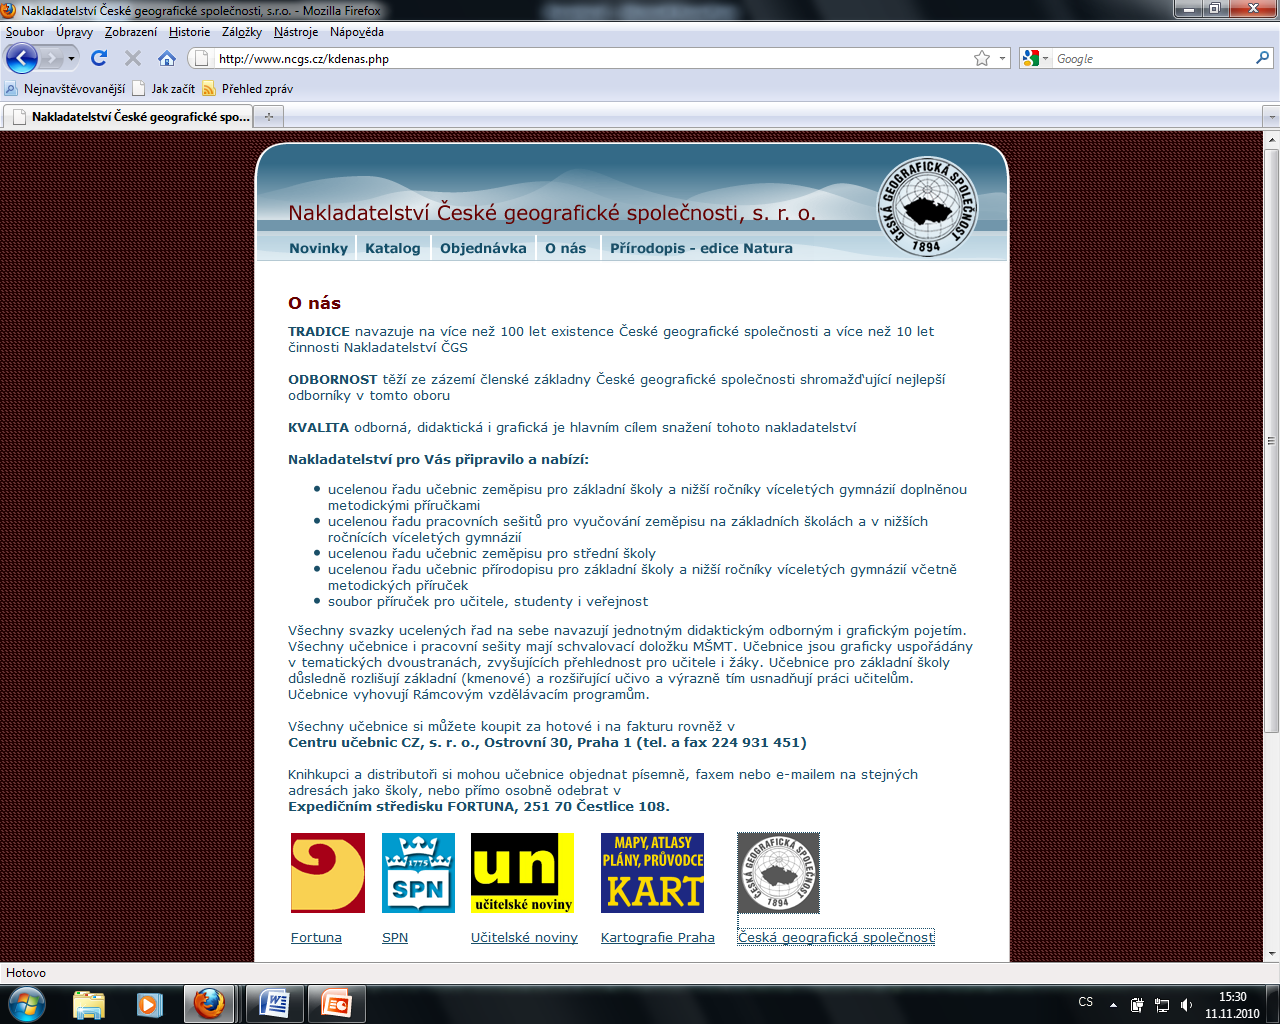 Nakladatelství České geografické společnosti, s.r.o. - Mozilla Firefox
Soubor Úpravy Zobrazení Historie Záložky Nástroje Nápověda
http://www.ncgs.cz/kdenas.php
Google
Nejnavštěvovanější Jak začít Přehled zpráv
Nakladatelství České geografické spo...
Nakladatelství České geografické společnosti, s. r. o.
ČESKÁ GEOGRAFICKÁ SPOLEČNOST
1894
Novinky Katalog Objednávka O nás Přírodopis - edice Natura
O nás
TRADICE navazuje na více než 100 let existence České geografické společnosti a více než 10 let
činnosti Nakladatelství ČGS
ODBORNOST těží ze zázemí členské základny České geografické společnosti shromažd'ující nejlepší
odborníky v tomto oboru
KVALITA odborná, didaktická i grafická je hlavním cílem snažení tohoto nakladatelství
Nakladatelství pro Vás připravilo a nabízí:
• ucelenou řadu učebnic zeměpisu pro základní školy a nižší ročníky víceletých gymnázií doplněnou
metodickými příručkami
• ucelenou řadu pracovních sešitů pro vyučování zeměpisu na základních školách a v nižších
ročnících víceletých gymnázií
• ucelenou řadu učebnic zeměpisu pro střední školy
• ucelenou řadu učebnic přírodopisu pro základní školy a nižší ročníky víceletých gymnázií včetně
metodických příruček
• soubor příruček pro učitele, studenty i veřejnost
Všechny svazky ucelených řad na sebe navazují jednotným didaktickým odborným i grafickým pojetím.
Všechny učebnice i pracovní sešity mají schvalovací doložku MŠMT. Učebnice jsou graficky uspořádány
v tematických dvoustranách, zvyšujících přehlednost pro učitele i žáky. Učebnice pro základní školy
důsledně rozlišují základní (kmenové) a rozšiřující učivo a výrazně tím usnadňují práci učitelům.
Učebnice vyhovují Rámcovým vzdělávacím programům.
Všechny učebnice si můžete koupit za hotové i na fakturu rovněž v
Centru učebnic CZ, s. r. o., Ostrovní 30, Praha 1 (tel. a fax 224 931 451)
Knihkupci a distributoři si mohou učebnice objednat písemně, faxem nebo e-mailem na stejných
adresách jako školy, nebo přímo osobně odebrat v
Expedičním středisku FORTUNA, 251 70 Čestlice 108.
1775
SPN
un
učitelské noviny
MAPY, ATLASY
PLÁNY, PRŮVODCE
KART
ČESKÁ GEOGRAFICKÁ SPOLEČNOST
1894
Fortuna SPN Učitelské noviny Kartografie Praha Česká geografická společnost
Hotovo
CS
15:30
11.11.2010